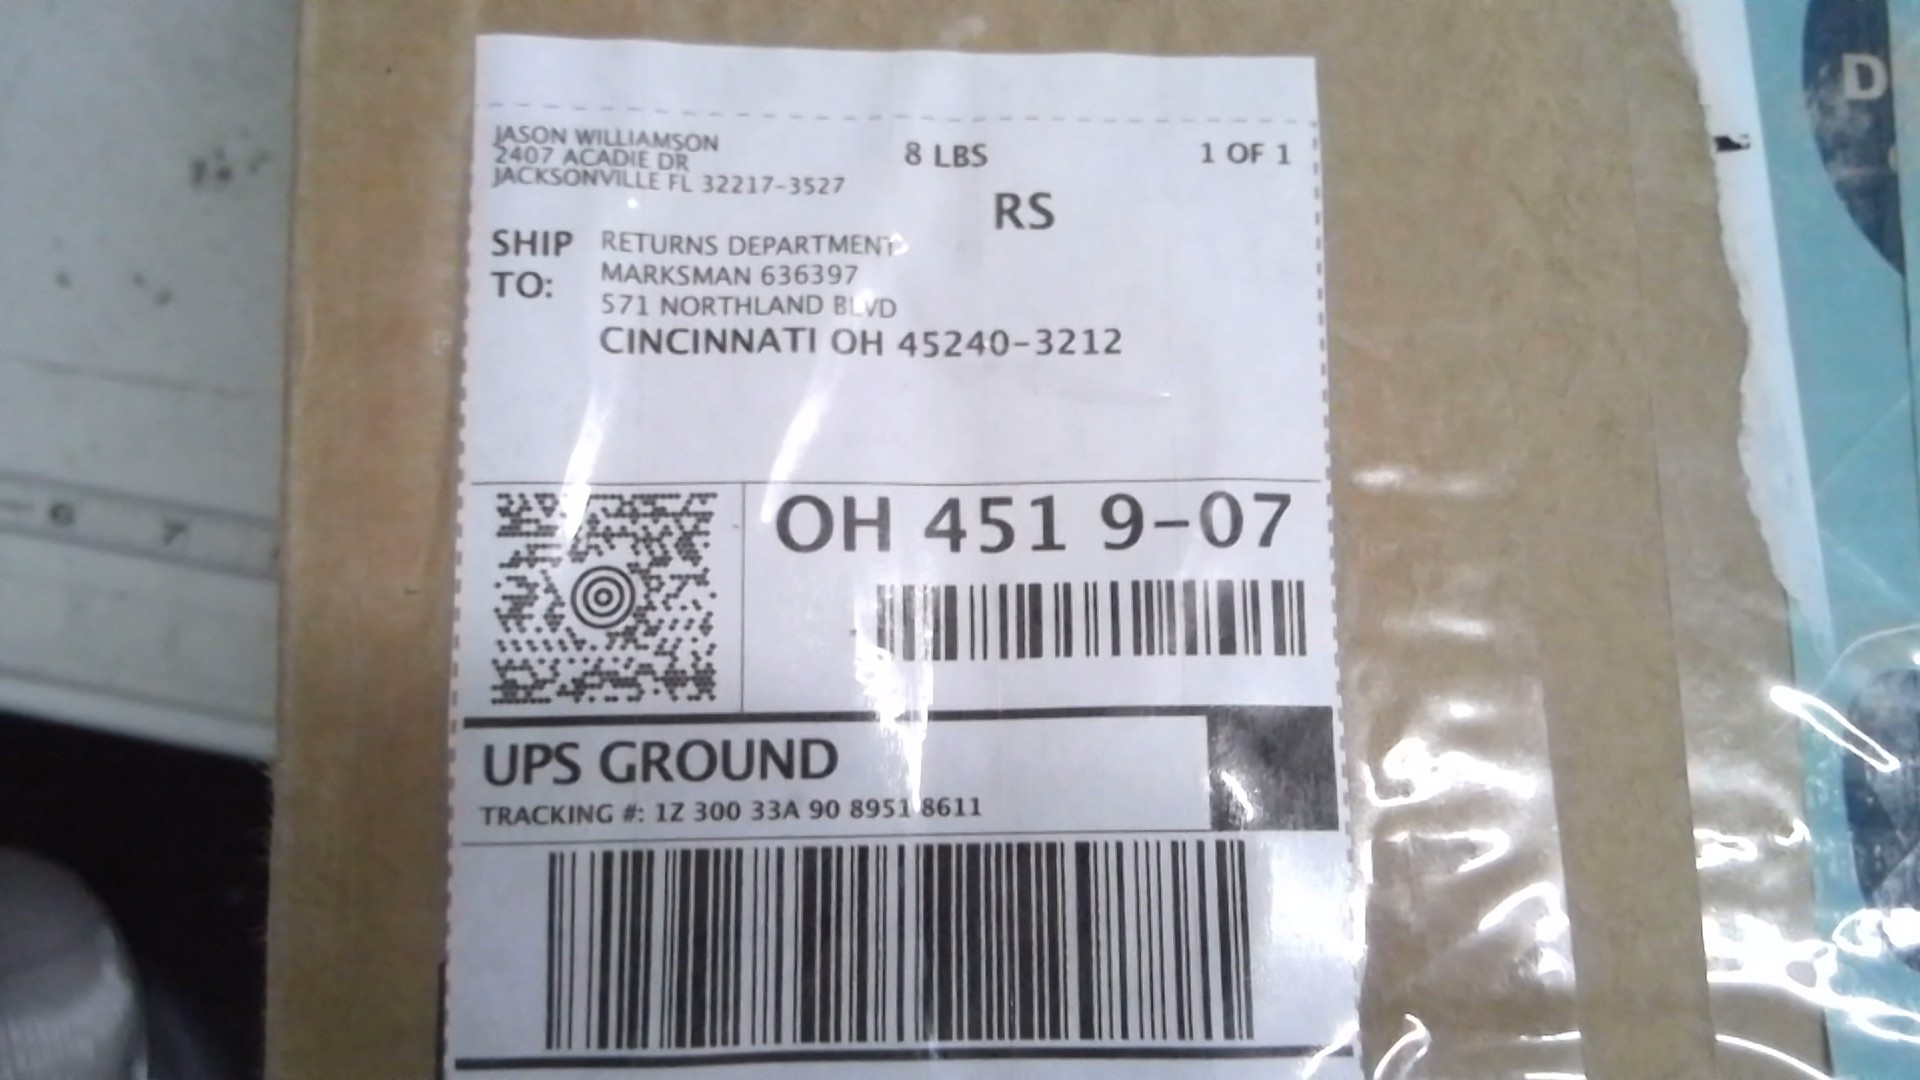 JASON WILLIAMSON
2407 ACADIE DR
JACKSONVILLE FL 32217-3527
8 LBS
1 OF 1
RS
SHIP TO:
RETURNS DEPARTMENT
MARKSMAN 636397
571 NORTHLAND BLVD
CINCINNATI OH 45240-3212
OH 451 9-07
UPS GROUND
TRACKING #: 1Z 300 33A 90 8951 8611
6 7
D